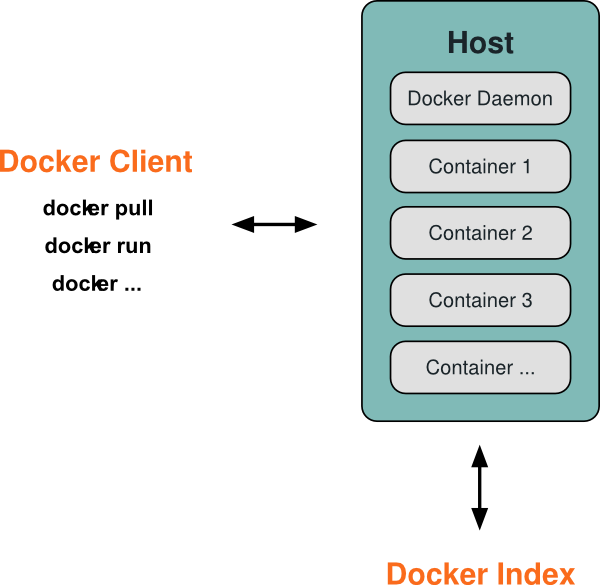 Host
Docker Daemon
Container 1
Container 2
Container 3
Container ...
Docker Client
docker pull
docker run
docker ...
Docker Index